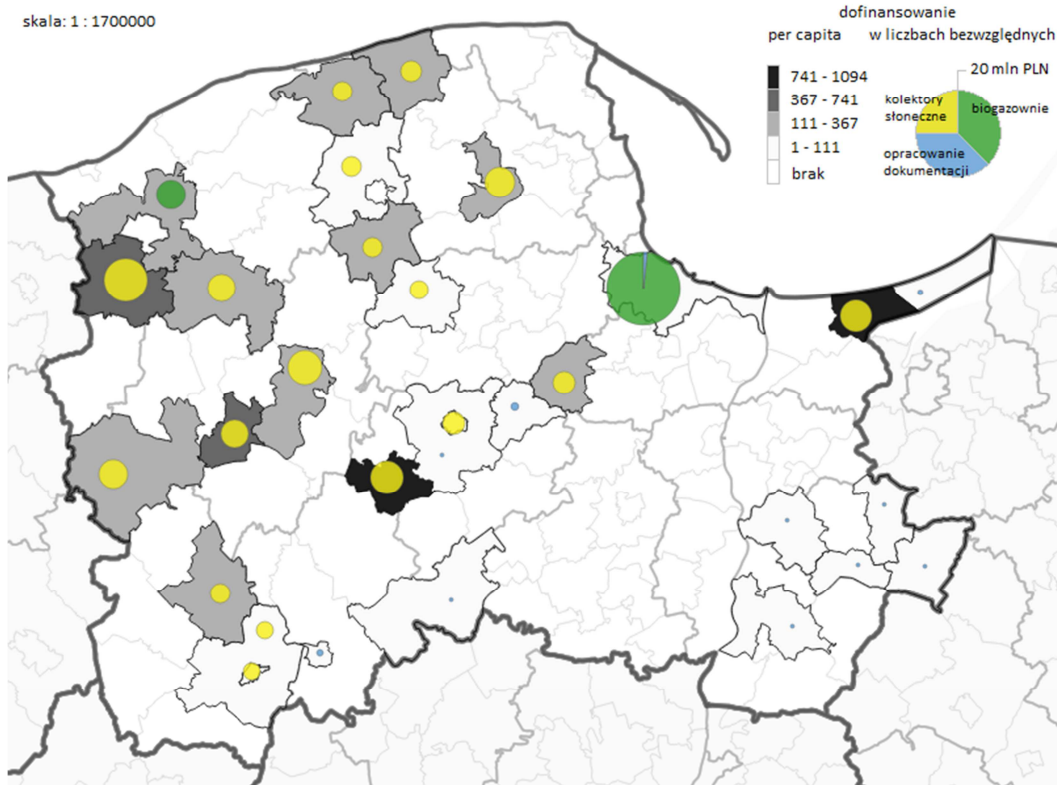 skala: 1 : 1700000
dofinansowanie
per capita
w liczbach bezwzględnych
741 - 1094
367 - 741
111 - 367
1 - 111
brak
20 mln PLN
kolektory
słoneczne
biogazownie
opracowanie
dokumentacji